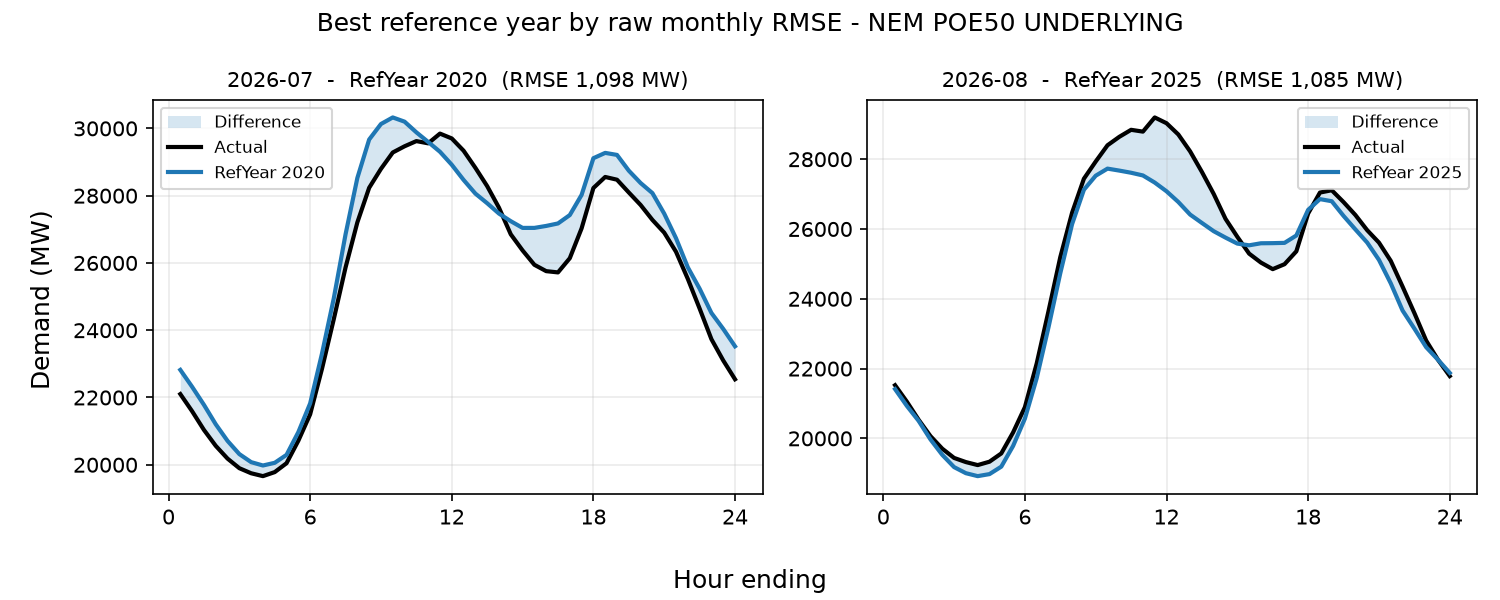 Best reference year by raw monthly RMSE - NEM POE50 UNDERLYING
2026-07 - RefYear 2020 (RMSE 1,098 MW)
Difference
Actual
RefYear 2020
30000
28000
26000
24000
22000
20000
0 6 12 18 24
2026-08 - RefYear 2025 (RMSE 1,085 MW)
Difference
Actual
RefYear 2025
28000
26000
24000
22000
20000
0 6 12 18 24
Demand (MW)
Hour ending